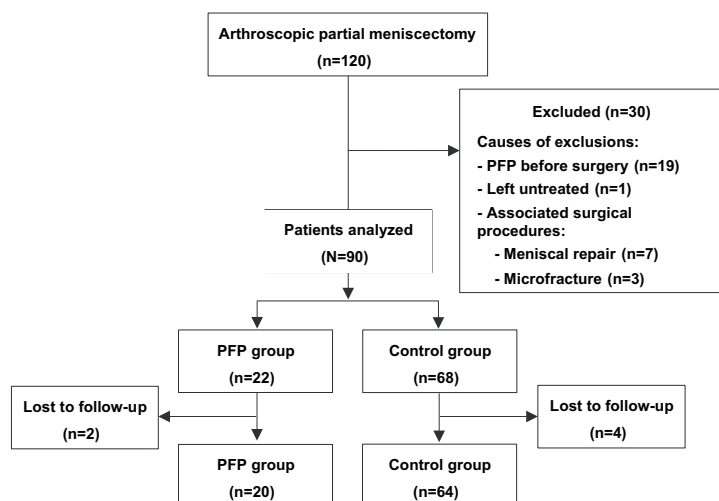 Arthroscopic partial meniscectomy
(n=120)
Excluded (n=30)
Causes of exclusions:
- PFP before surgery (n=19)
- Left untreated (n=1)
- Associated surgical
procedures:
- Meniscal repair (n=7)
- Microfracture (n=3)
Patients analyzed
(N=90)
PFP group
(n=22)
Control group
(n=68)
Lost to follow-up
(n=2)
Lost to follow-up
(n=4)
PFP group
(n=20)
Control group
(n=64)